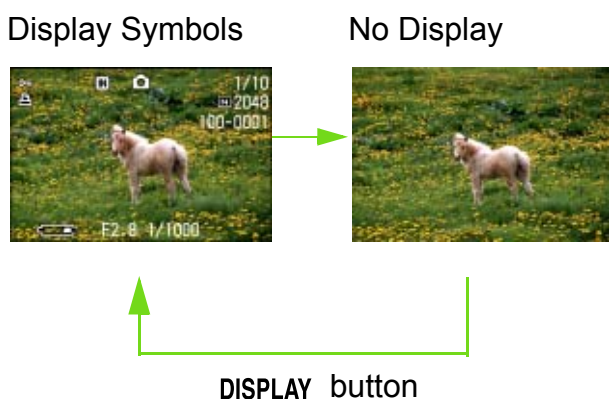 Display Symbols
No Display
N
1/10
N 2048
100-0001
F2.8 1/1000
DISPLAY button